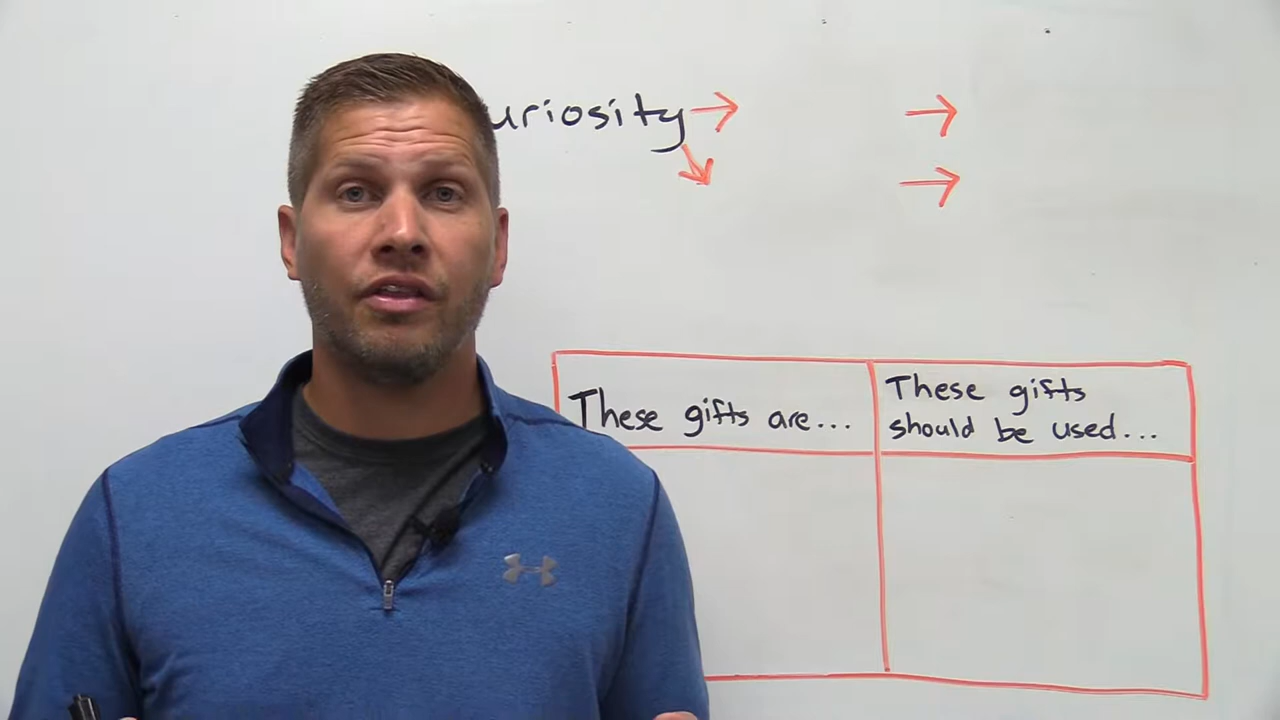 uriosity
These gifts are...
These gifts
should be used...